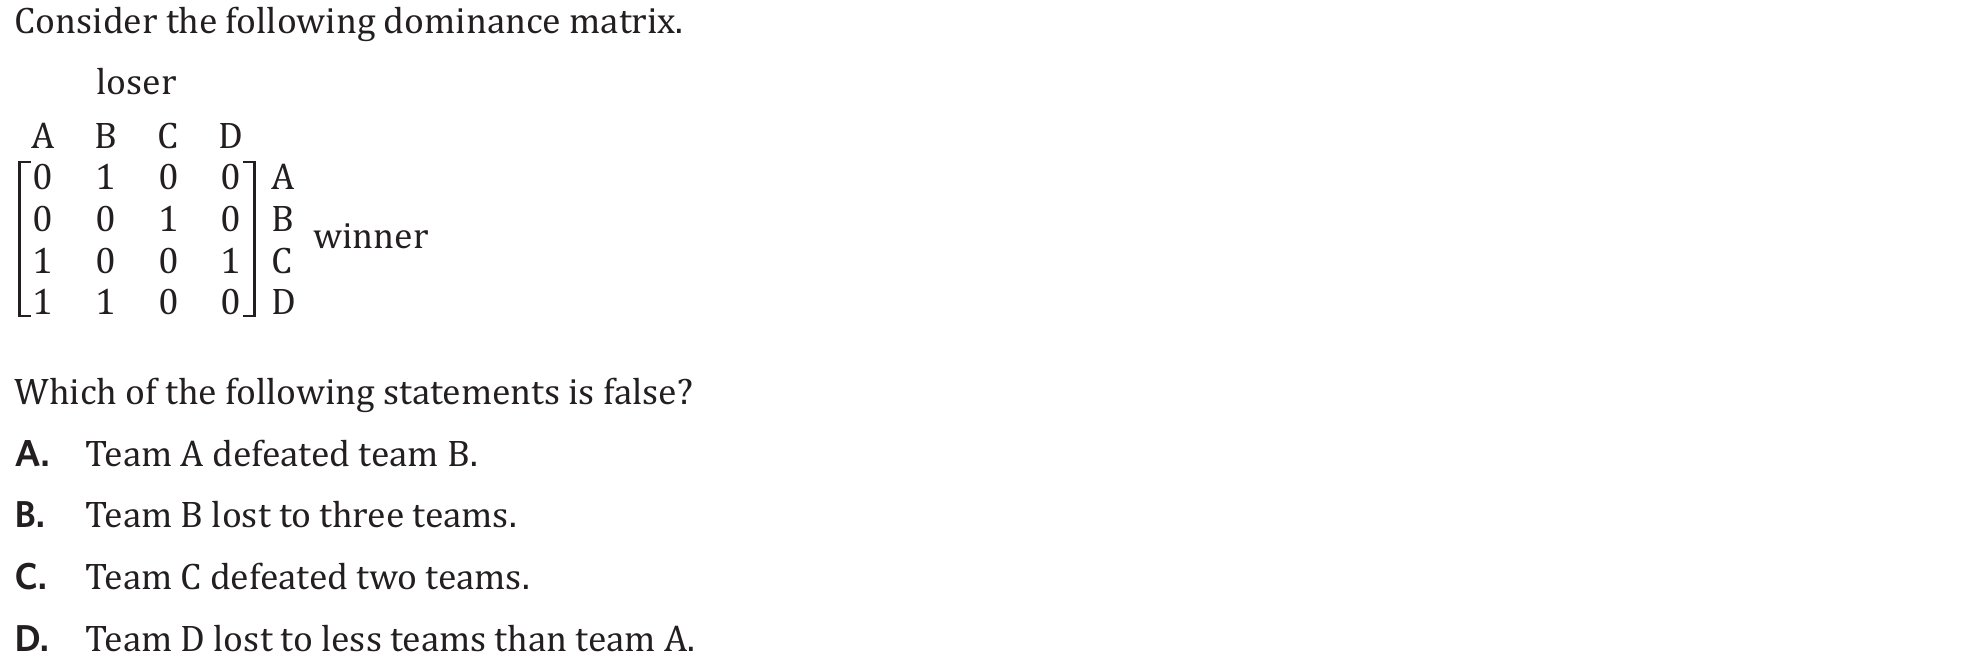 Consider the following dominance matrix.
loser
A B C D
0 1 0 0 A
0 0 1 0 B
winner
1 0 0 1 C
1 1 0 0 D
Which of the following statements is false?
A. Team A defeated team B.
B. Team B lost to three teams.
C. Team C defeated two teams.
D. Team D lost to less teams than team A.